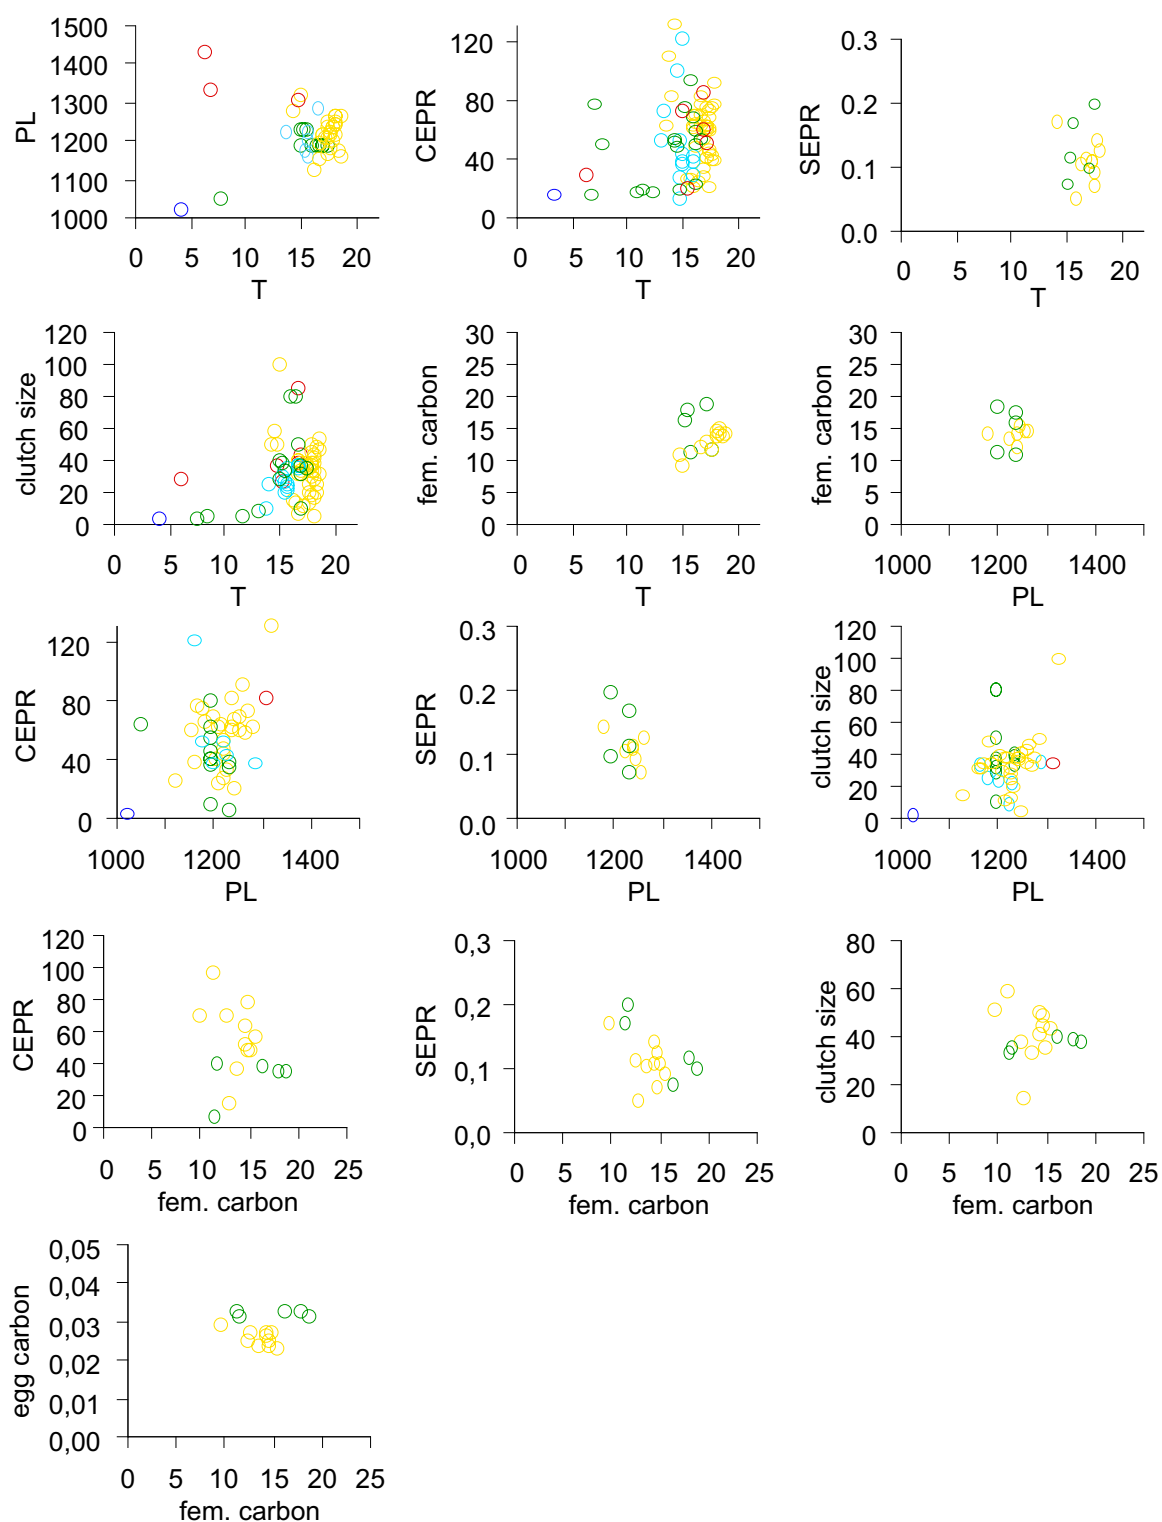 PL
1500
1400
1300
1200
1100
1000
0 5 10 15 20
T
CEPR
120
80
40
0
0 5 10 15 20
T
SEPR
0.3
0.2
0.1
0.0
0 5 10 15 20
T
clutch size
120
100
80
60
40
20
0
0 5 10 15 20
T
fem. carbon
30
25
20
15
10
5
0
0 5 10 15 20
T
fem. carbon
30
25
20
15
10
5
0
1000 1200 1400
PL
CEPR
120
80
40
0
1000 1200 1400
PL
SEPR
0.3
0.2
0.1
0.0
1000 1200 1400
PL
clutch size
120
100
80
60
40
20
0
1000 1200 1400
PL
CEPR
120
100
80
60
40
20
0
0 5 10 15 20 25
fem. carbon
SEPR
0,3
0,2
0,1
0,0
0 5 10 15 20 25
fem. carbon
clutch size
80
60
40
20
0
0 5 10 15 20 25
fem. carbon
egg carbon
0,05
0,04
0,03
0,02
0,01
0,00
0 5 10 15 20 25
fem. carbon